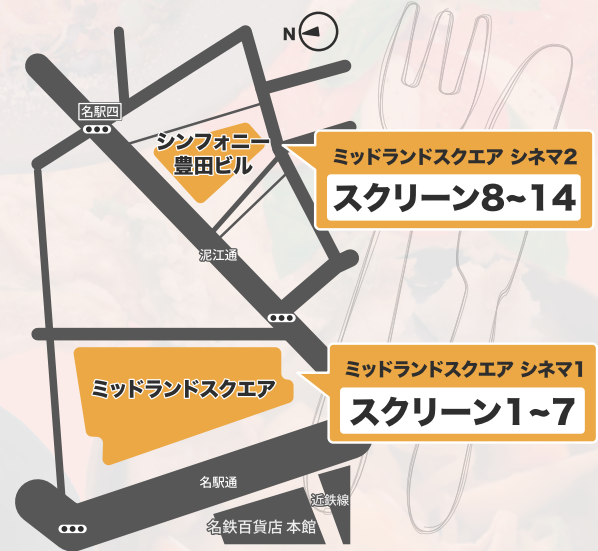 N
名駅四
シンフォニー
豊田ビル
ミッドランドスクエア シネマ2
スクリーン8~14
泥江通
ミッドランドスクエア シネマ1
スクリーン1~7
ミッドランドスクエア
名駅通
近鉄線
名鉄百貨店 本館